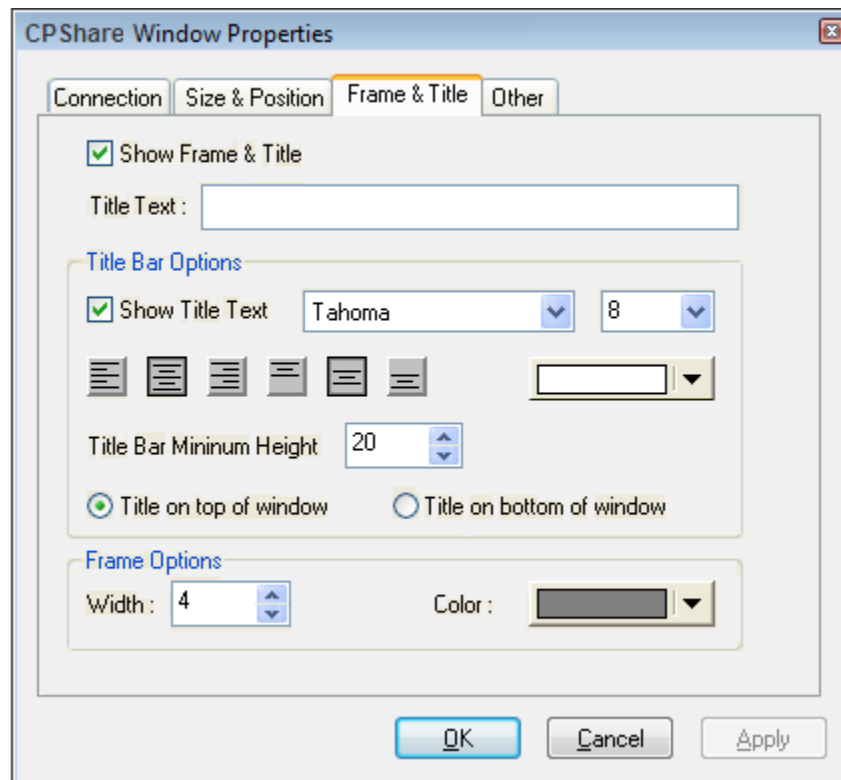 CPShare Window Properties
Connection Size & Position Frame & Title Other
Show Frame & Title
Title Text :
Title Bar Options
Show Title Text Tahoma 8
Title Bar Mininum Height 20
Title on top of window Title on bottom of window
Frame Options
Width : 4 Color :
OK Cancel Apply